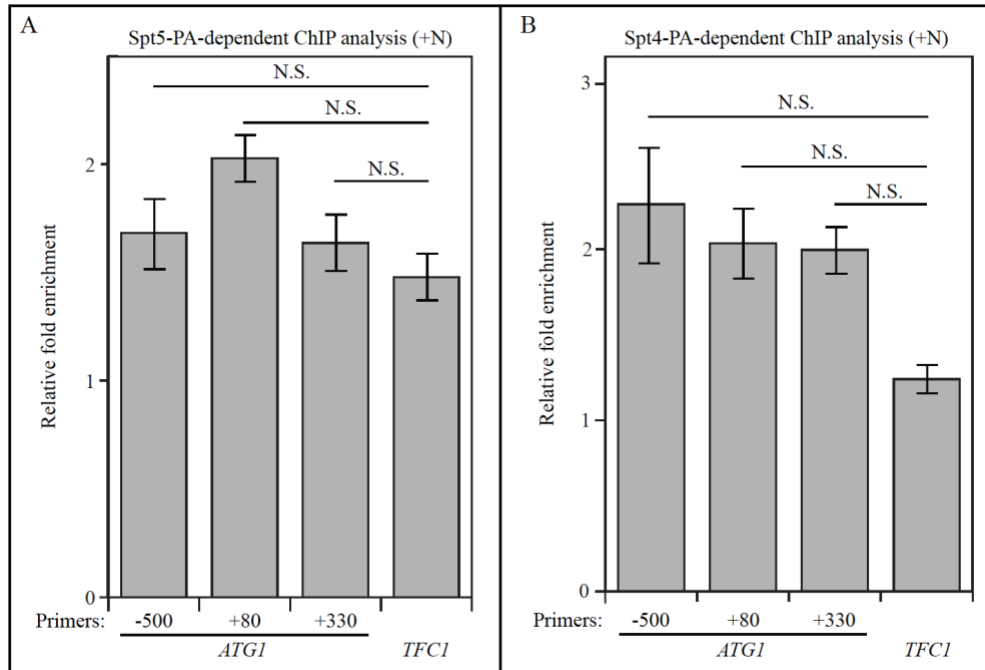 A
Spt5-PA-dependent ChIP analysis (+N)
N.S.
N.S.
N.S.
2
1
0
Relative fold enrichment
Primers: -500 +80 +330
ATG1 TFC1
B
Spt4-PA-dependent ChIP analysis (+N)
N.S.
N.S.
N.S.
3
2
1
0
Relative fold enrichment
Primers: -500 +80 +330
ATG1 TFC1